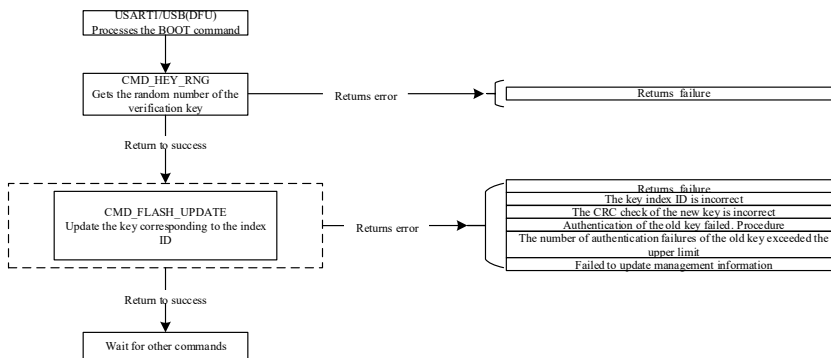 USART1/USB(DFU)
Processes the BOOT command
CMD_HEY_RNG
Gets the random number of the
verification key
Returns error
Returns failure
Return to success
CMD_FLASH_UPDATE
Update the key corresponding to the index
ID
Returns error
Returns failure
The key index ID is incorrect
The CRC check of the new key is incorrect
Authentication of the old key failed. Procedure
The number of authentication failures of the old key exceeded the
upper limit
Failed to update management information
Return to success
Wait for other commands